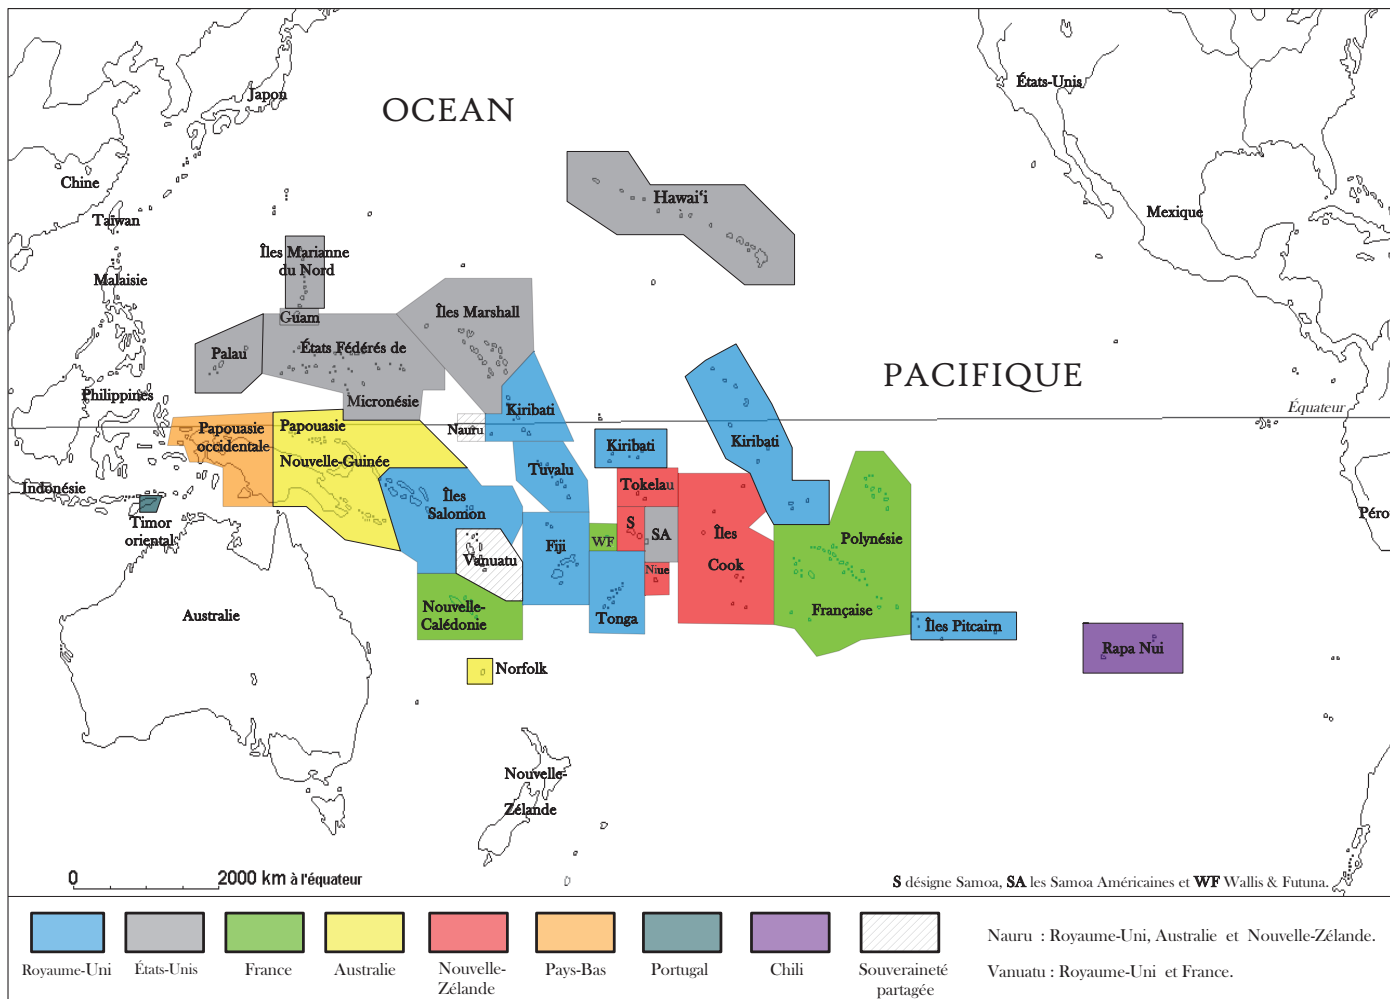 OCEAN
PACIFIQUE
Japon
États-Unis
Chine
Taïwan
Mexique
Hawai‘i
Îles Marianne
du Nord
Malaisie
Guam
Îles Marshall
Palau
États Fédérés de
Micronésie
Philippines
Équateur
Kiribati
Nauru
Papouasie
occidentale
Papouasie
Nouvelle-Guinée
Kiribati
Kiribati
Tuvalu
Tokelau
Indonésie
Îles
Salomon
Timor
oriental
S
SA
WF
Fiji
Vanuatu
Îles
Cook
Niue
Polynésie
Française
Pérou
Australie
Nouvelle-
Calédonie
Tonga
Îles Pitcairn
Rapa Nui
Norfolk
Nouvelle-
Zélande
0 2000 km à l'équateur
S désigne Samoa, SA les Samoa Américaines et WF Wallis & Futuna.
Royaume-Uni
États-Unis
France
Australie
Nouvelle-
Zélande
Pays-Bas
Portugal
Chili
Souveraineté
partagée
Nauru : Royaume-Uni, Australie et Nouvelle-Zélande.
Vanuatu : Royaume-Uni et France.